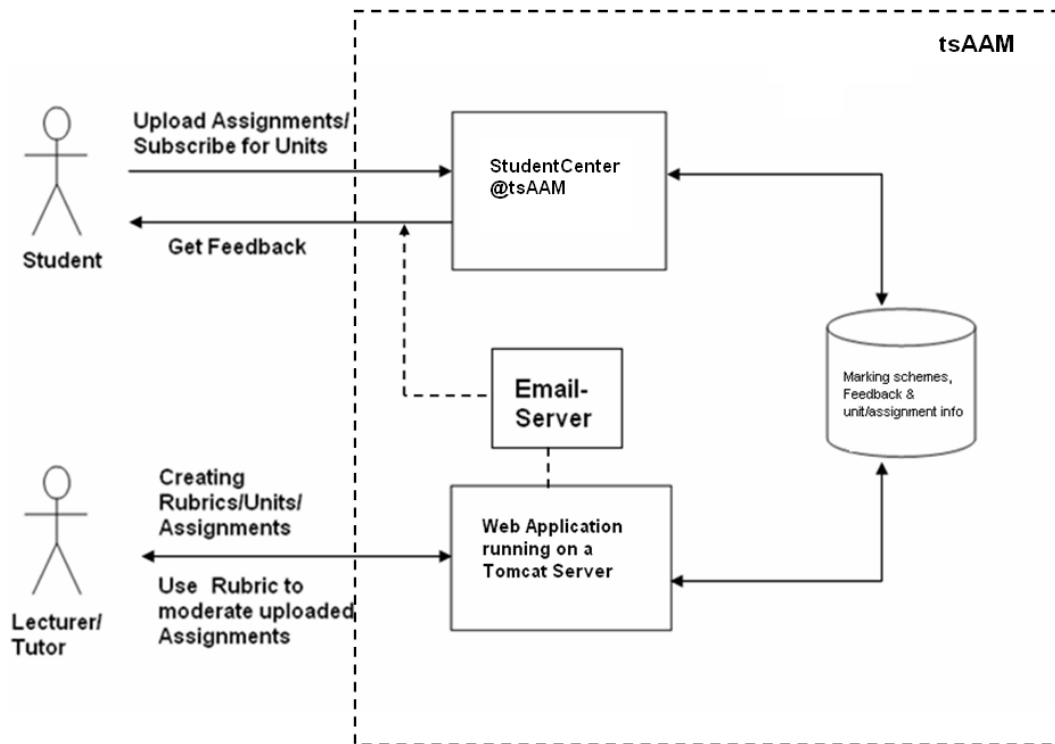 tsAAM
Upload Assignments/
Subscribe for Units
StudentCenter
@tsAAM
Get Feedback
Student
Marking schemes,
Feedback &
unit/assignment info
Email-
Server
Creating
Rubrics/Units/
Assignments
Web Application
running on a
Tomcat Server
Use Rubric to
moderate uploaded
Assignments
Lecturer/
Tutor